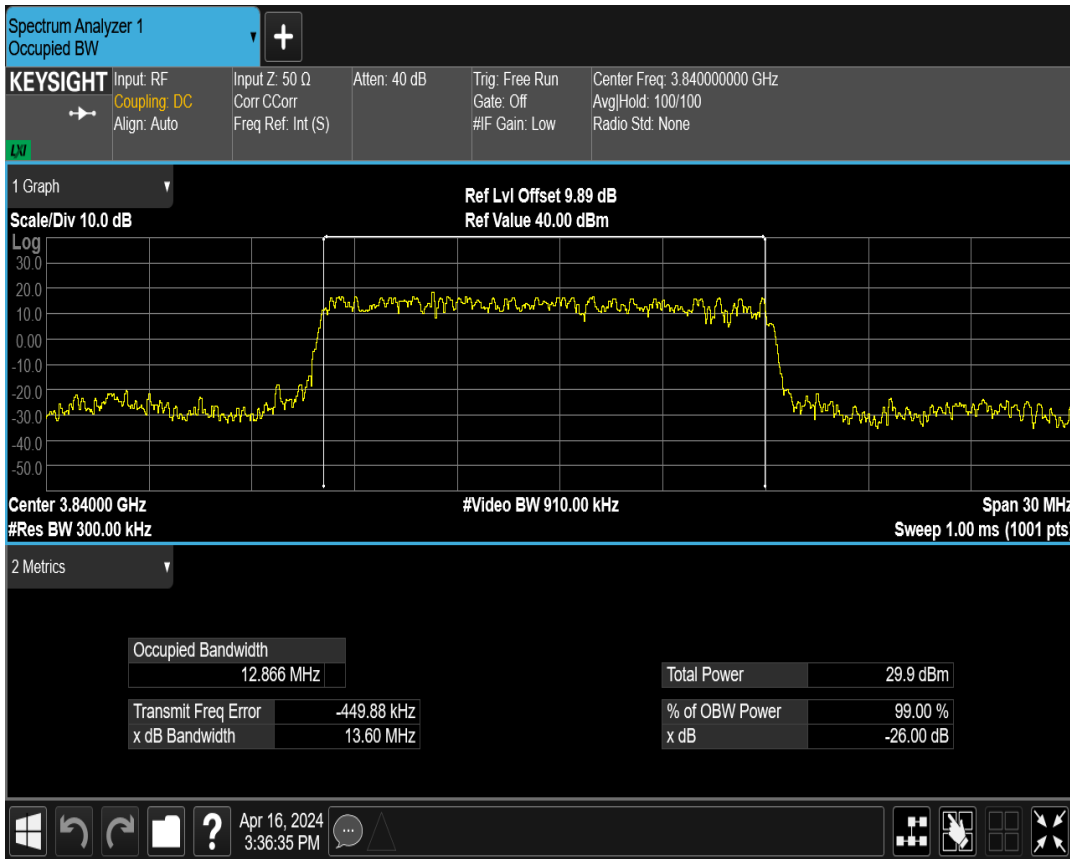 Spectrum Analyzer 1
Occupied BW
KEYSIGHT
LXI
Input: RF
Coupling: DC
Align: Auto
Input Z: 50 Ω
Corr CCorr
Freq Ref: Int (S)
Atten: 40 dB
Trig: Free Run
Gate: Off
#IF Gain: Low
Center Freq: 3.840000000 GHz
Avg|Hold: 100/100
Radio Std: None
1 Graph
Scale/Div 10.0 dB
Ref Lvl Offset 9.89 dB
Ref Value 40.00 dBm
Log
30.0
20.0
10.0
0.00
-10.0
-20.0
-30.0
-40.0
-50.0
Center 3.84000 GHz
#Video BW 910.00 kHz
Span 30 MHz
#Res BW 300.00 kHz
Sweep 1.00 ms (1001 pts)
2 Metrics
Occupied Bandwidth
12.866 MHz
Total Power 29.9 dBm
Transmit Freq Error -449.88 kHz
% of OBW Power 99.00 %
x dB Bandwidth 13.60 MHz
x dB -26.00 dB
?
Apr 16, 2024
3:36:35 PM